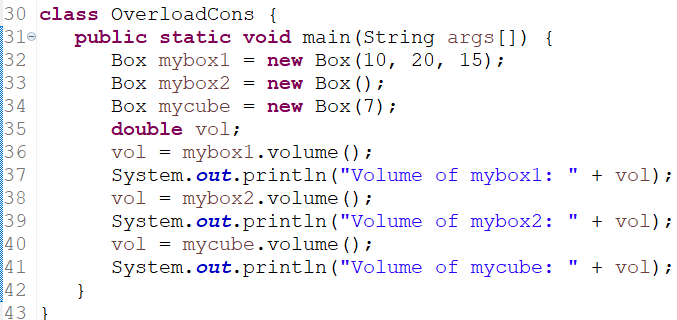 30 class OverloadCons {
31 public static void main(String args[]) {
32 Box mybox1 = new Box(10, 20, 15);
33 Box mybox2 = new Box();
34 Box mycube = new Box(7);
35 double vol;
36 vol = mybox1.volume();
37 System.out.println("Volume of mybox1: " + vol);
38 vol = mybox2.volume();
39 System.out.println("Volume of mybox2: " + vol);
40 vol = mycube.volume();
41 System.out.println("Volume of mycube: " + vol);
42 }
43 }